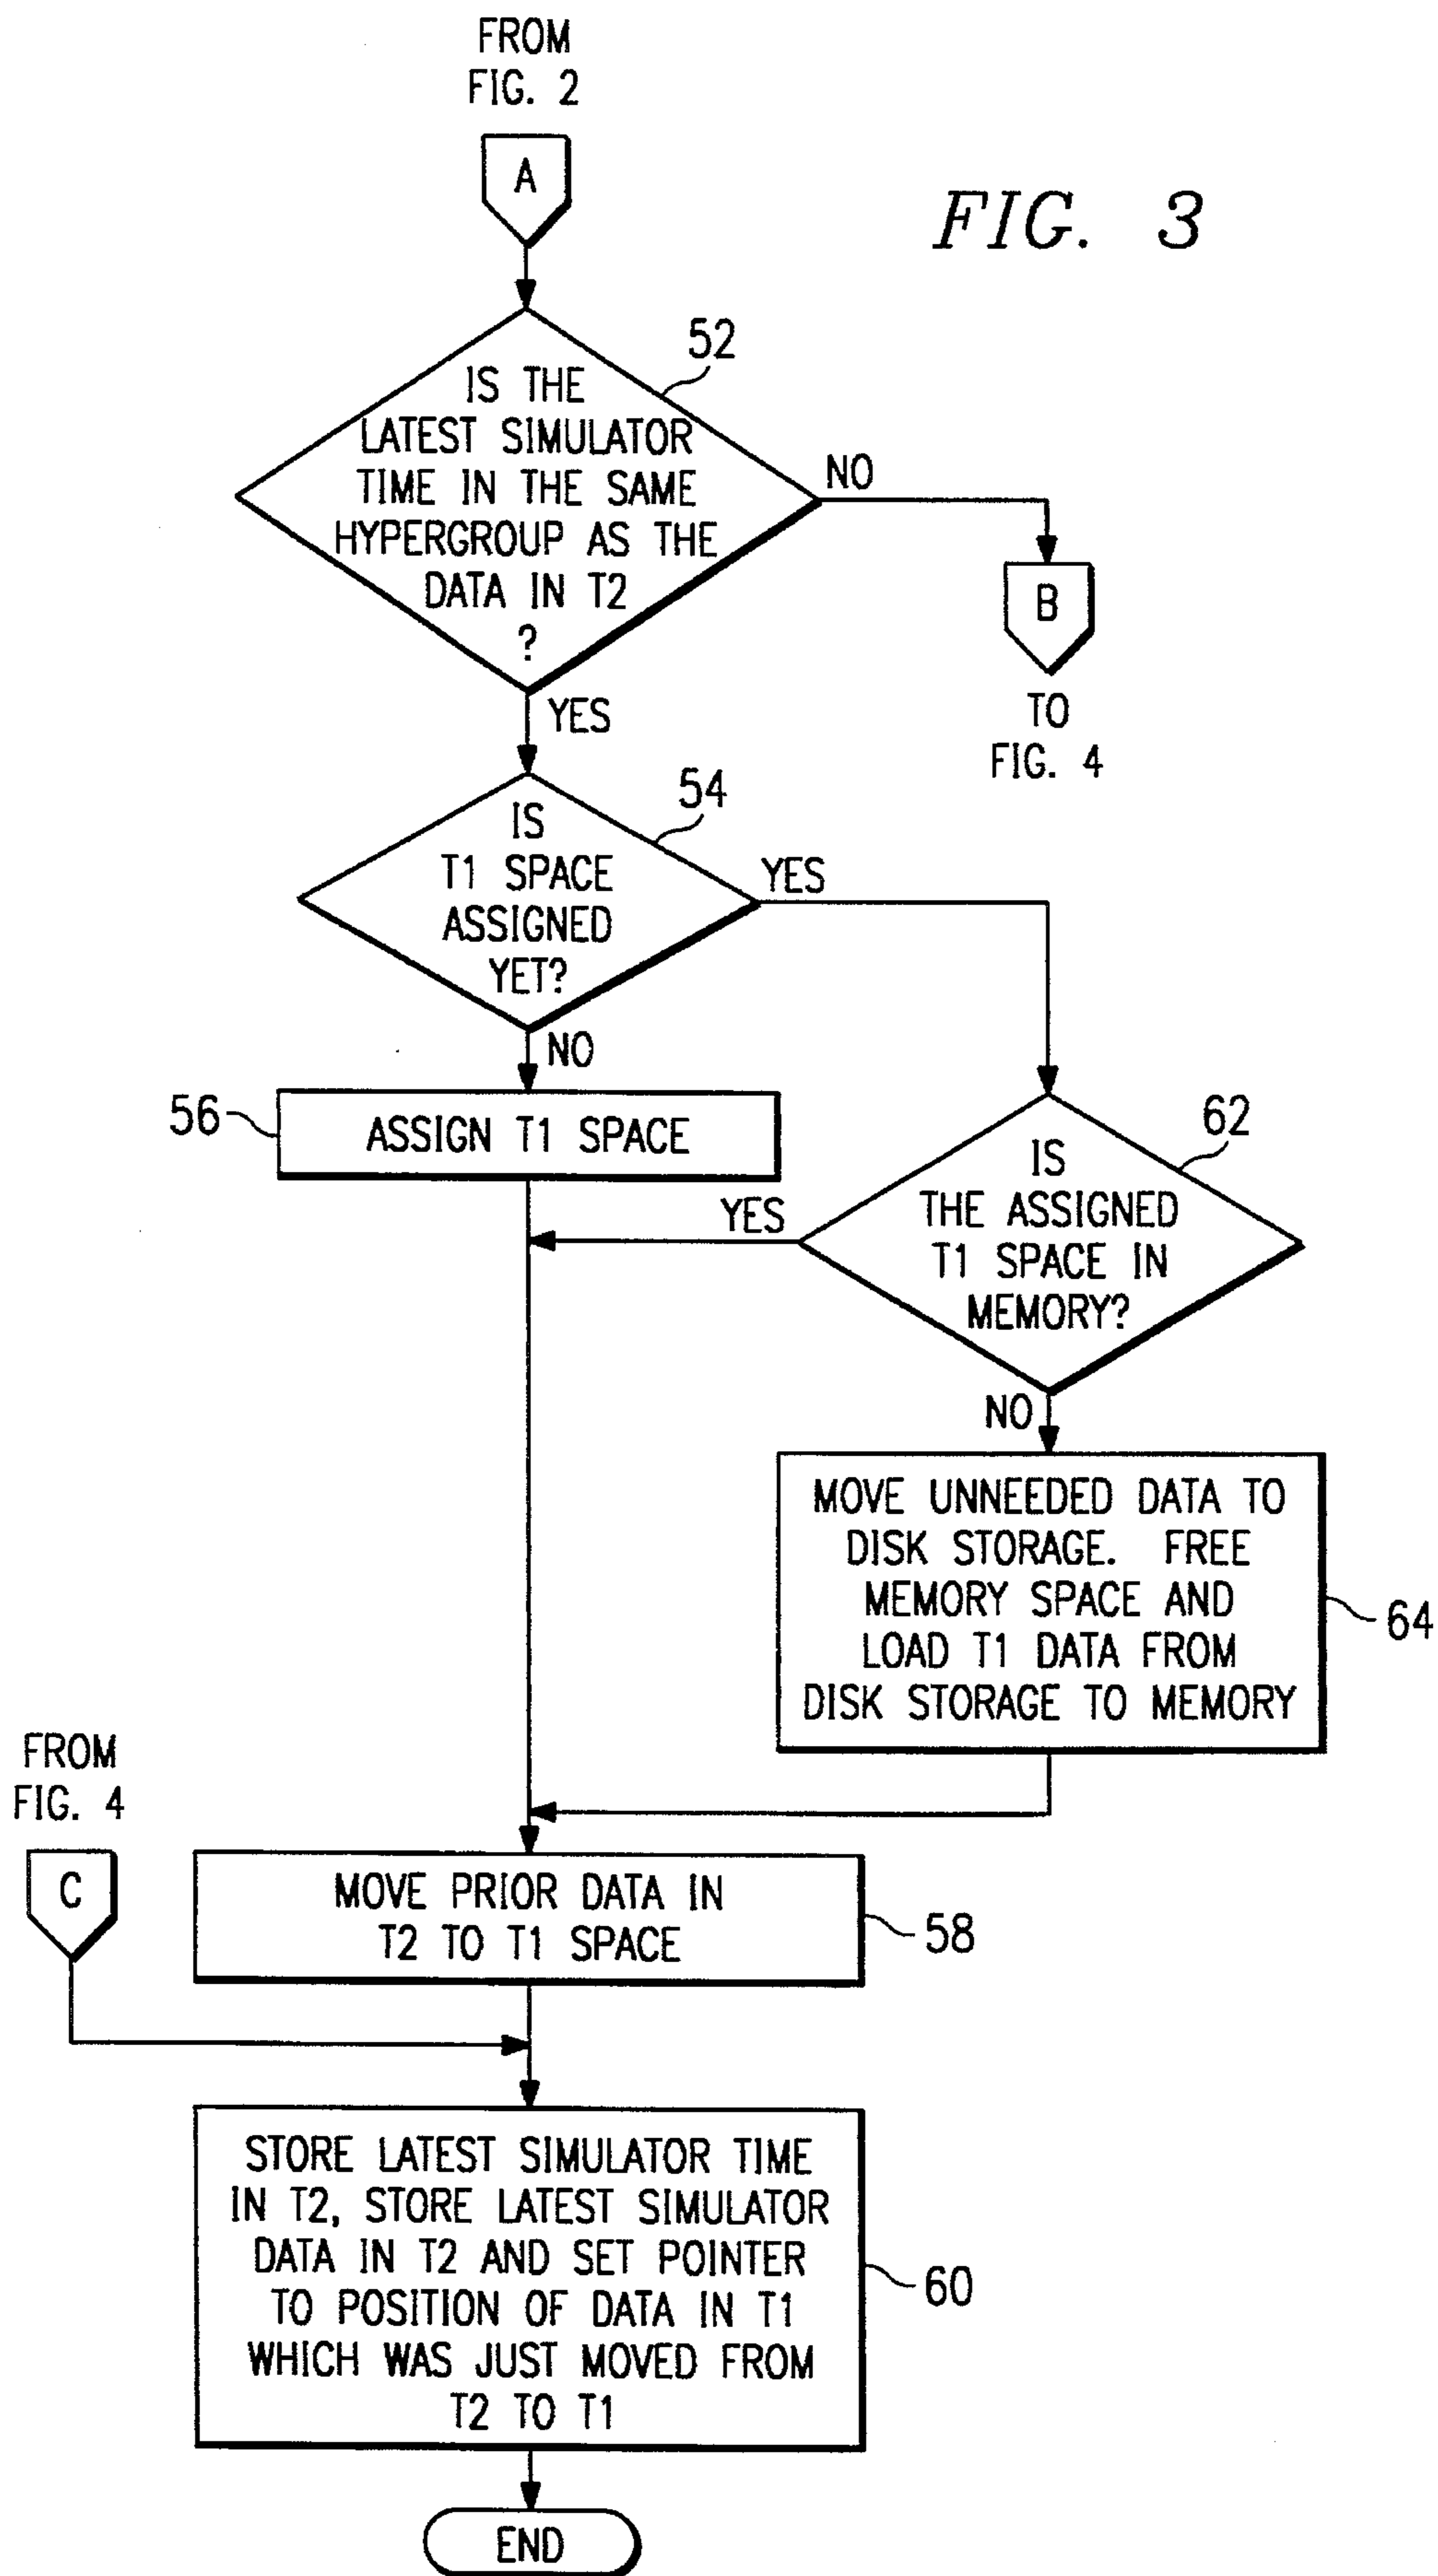 FROM
FIG. 2
A
FIG. 3
52
IS THE
LATEST SIMULATOR
TIME IN THE SAME
HYPERGROUP AS THE
DATA IN T2
?
NO
B
TO
FIG. 4
YES
54
IS
T1 SPACE
ASSIGNED
YET?
YES
NO
56
ASSIGN T1 SPACE
62
IS
THE ASSIGNED
T1 SPACE IN
MEMORY?
YES
NO
MOVE UNNEEDED DATA TO
DISK STORAGE. FREE
MEMORY SPACE AND
LOAD T1 DATA FROM
DISK STORAGE TO MEMORY
64
FROM
FIG. 4
C
MOVE PRIOR DATA IN
T2 TO T1 SPACE
58
STORE LATEST SIMULATOR TIME
IN T2, STORE LATEST SIMULATOR
DATA IN T2 AND SET POINTER
TO POSITION OF DATA IN T1
WHICH WAS JUST MOVED FROM
T2 TO T1
60
END